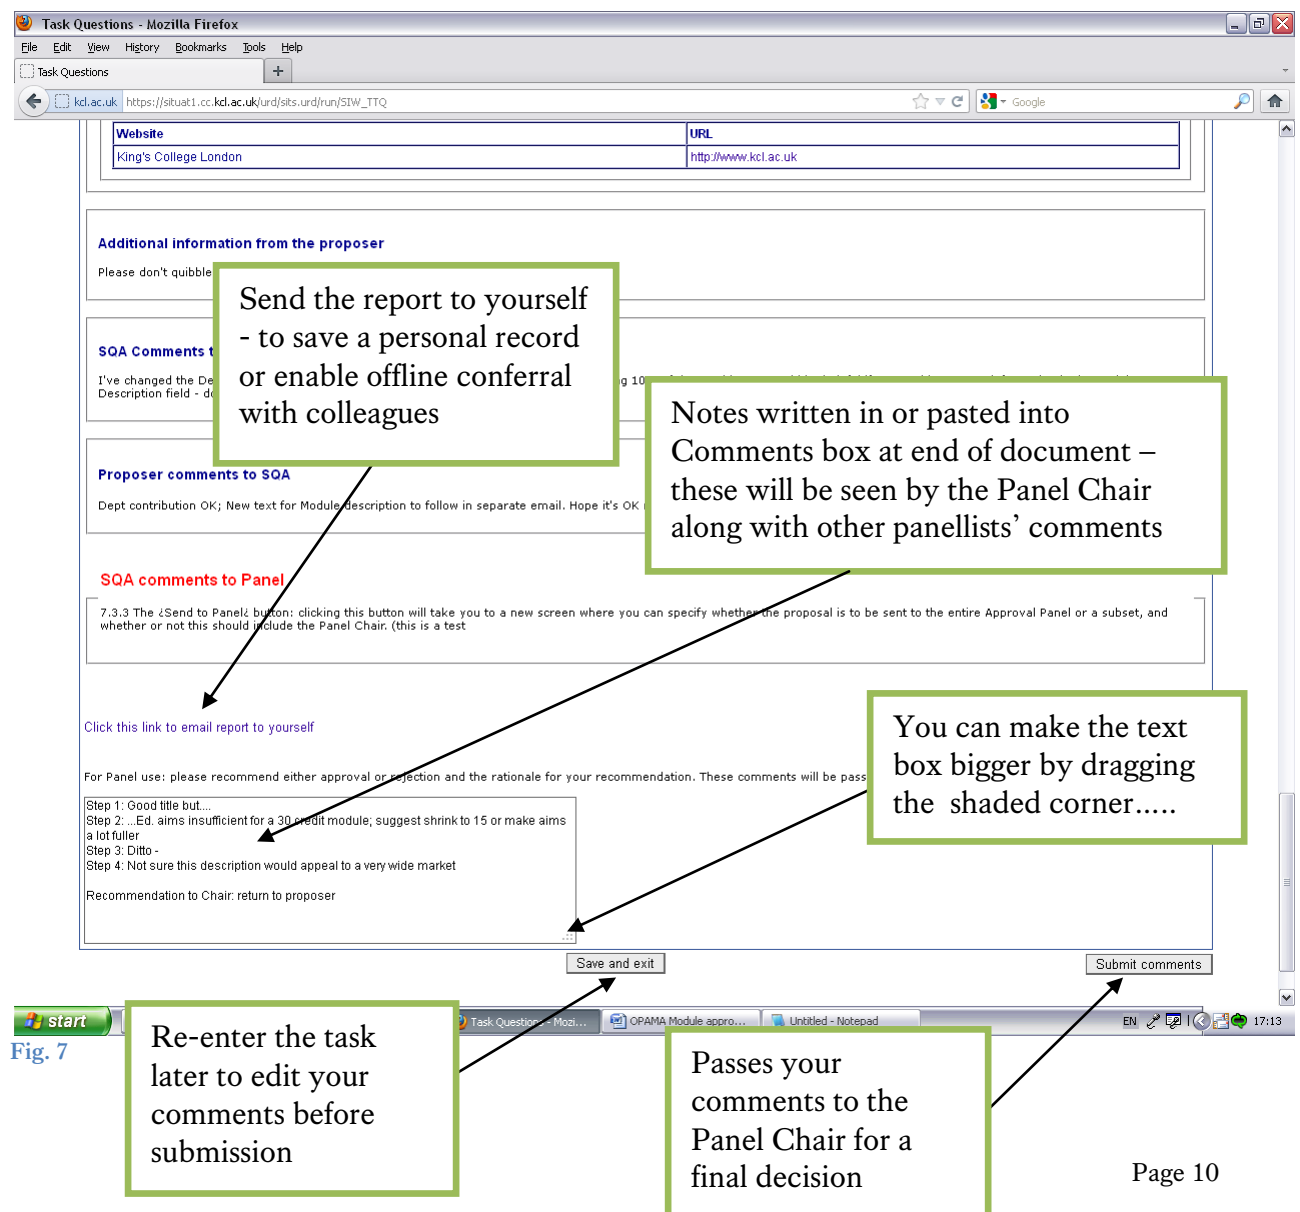 Task Questions - Mozilla Firefox
File Edit View History Bookmarks Tools Help
Task Questions
kcl.ac.uk https://situat1.cc.kcl.ac.uk/urd/sits.urd/run/SIW_TTQ Google
Website URL
King's College London http://www.kcl.ac.uk
Additional information from the proposer
Please don't quibble
Send the report to yourself
- to save a personal record
or enable offline conferral
with colleagues
SQA Comments t
I've changed the De
Description field - d
Notes written in or pasted into
Comments box at end of document –
these will be seen by the Panel Chair
along with other panellists' comments
Proposer comments to SQA
Dept contribution OK; New text for Module description to follow in separate email. Hope it's OK
SQA comments to Panel
7.3.3 The ¿Send to Panel¿ button: clicking this button will take you to a new screen where you can specify whether the proposal is to be sent to the entire Approval Panel or a subset, and
whether or not this should include the Panel Chair. (this is a test
Click this link to email report to yourself
You can make the text
box bigger by dragging
the shaded corner.....
For Panel use: please recommend either approval or rejection and the rationale for your recommendation. These comments will be pass
Step 1: Good title but....
Step 2: ...Ed. aims insufficient for a 30 credit module; suggest shrink to 15 or make aims
a lot fuller
Step 3: Ditto -
Step 4: Not sure this description would appeal to a very wide market
Recommendation to Chair: return to proposer
Save and exit Submit comments
start Task Questions - Mozi... OPAMA Module appro... Untitled - Notepad EN 17:13
Fig. 7
Re-enter the task
later to edit your
comments before
submission
Passes your
comments to the
Panel Chair for a
final decision
Page 10